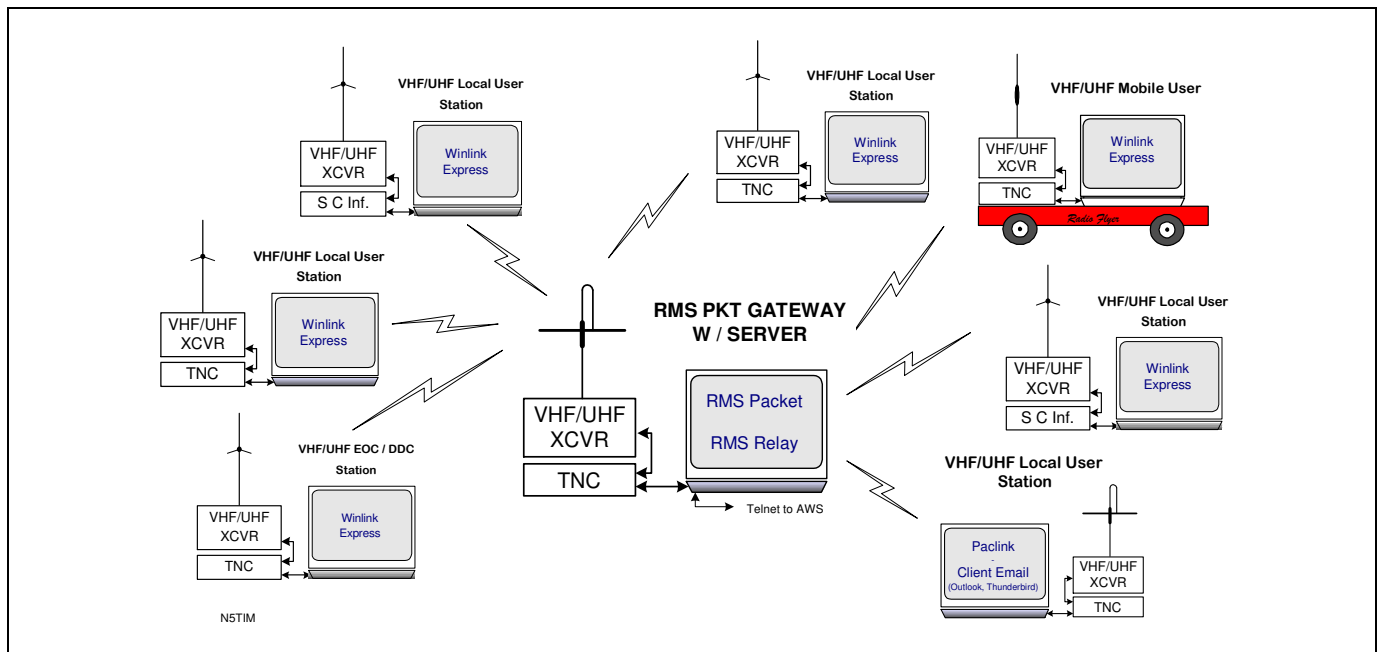 VHF/UHF Local User
Station
VHF/UHF
XCVR
S C Inf.
Winlink
Express
VHF/UHF Local User
Station
VHF/UHF
XCVR
TNC
Winlink
Express
VHF/UHF Mobile User
VHF/UHF
XCVR
TNC
Winlink
Express
Radio Flyer
VHF/UHF Local User
Station
VHF/UHF
XCVR
TNC
Winlink
Express
RMS PKT GATEWAY
W / SERVER
VHF/UHF
XCVR
TNC
RMS Packet
RMS Relay
Telnet to AWS
VHF/UHF Local User
Station
VHF/UHF
XCVR
S C Inf.
Winlink
Express
VHF/UHF EOC / DDC
Station
VHF/UHF
XCVR
TNC
Winlink
Express
VHF/UHF Local User
Station
Paclink
-
Client Email
(Outlook, Thunderbird)
VHF/UHF
XCVR
TNC
N5TIM